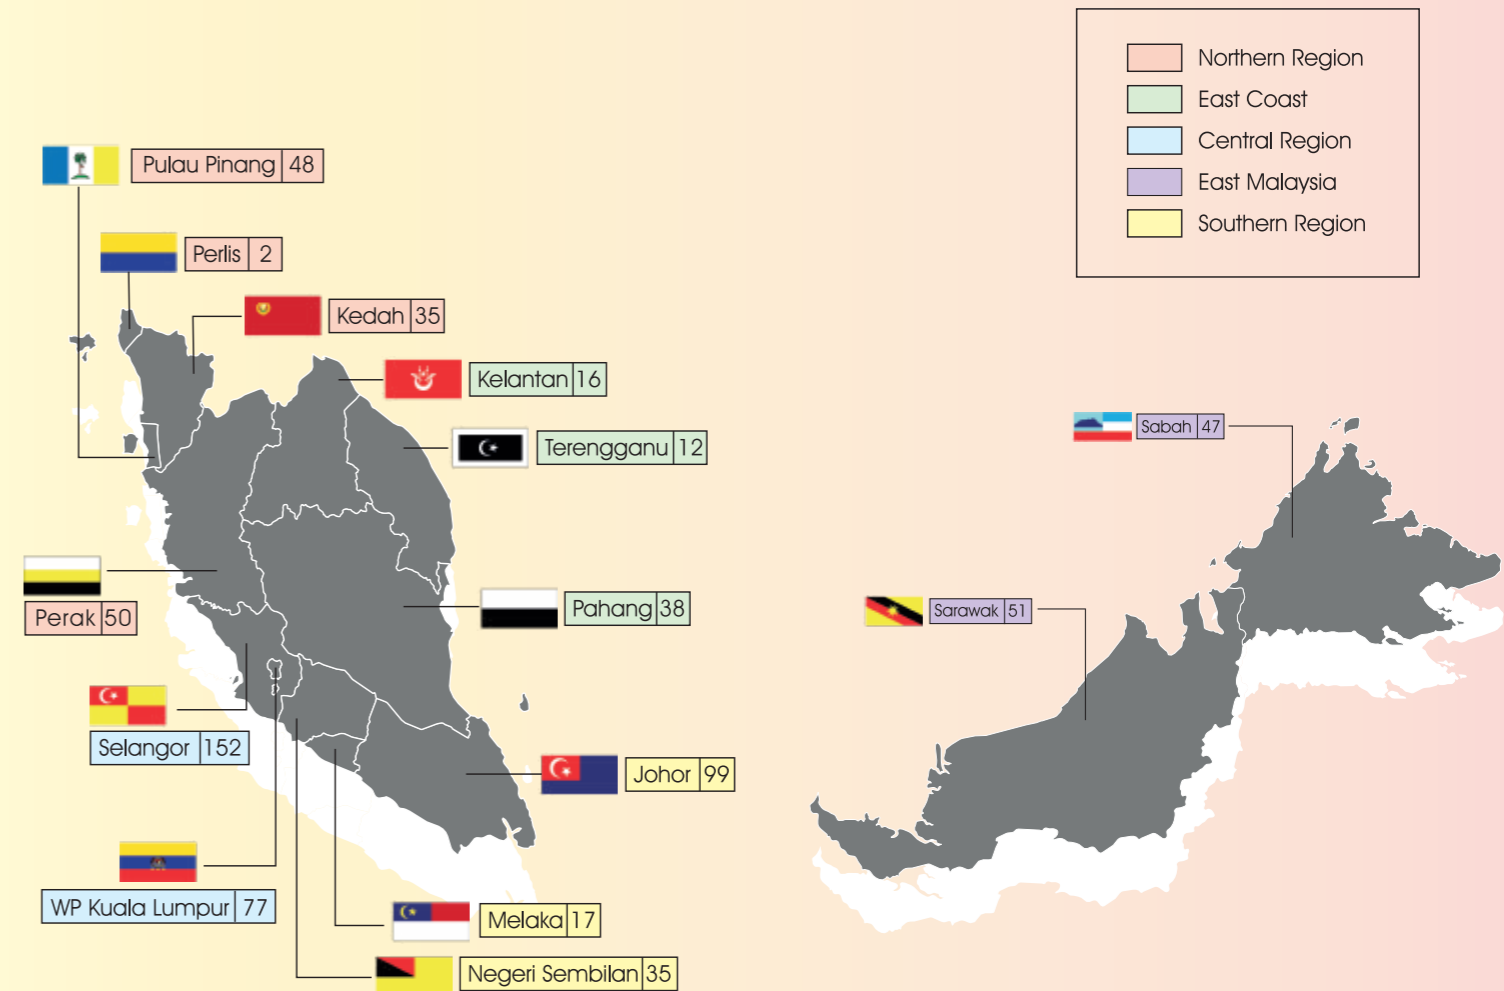 Northern Region
East Coast
Central Region
East Malaysia
Southern Region
Pulau Pinang 48
Perlis 2
Kedah 35
Kelantan 16
Terengganu 12
Sabah 47
Perak 50
Pahang 38
Sarawak 51
Selangor 152
Johor 99
WP Kuala Lumpur 77
Melaka 17
Negeri Sembilan 35